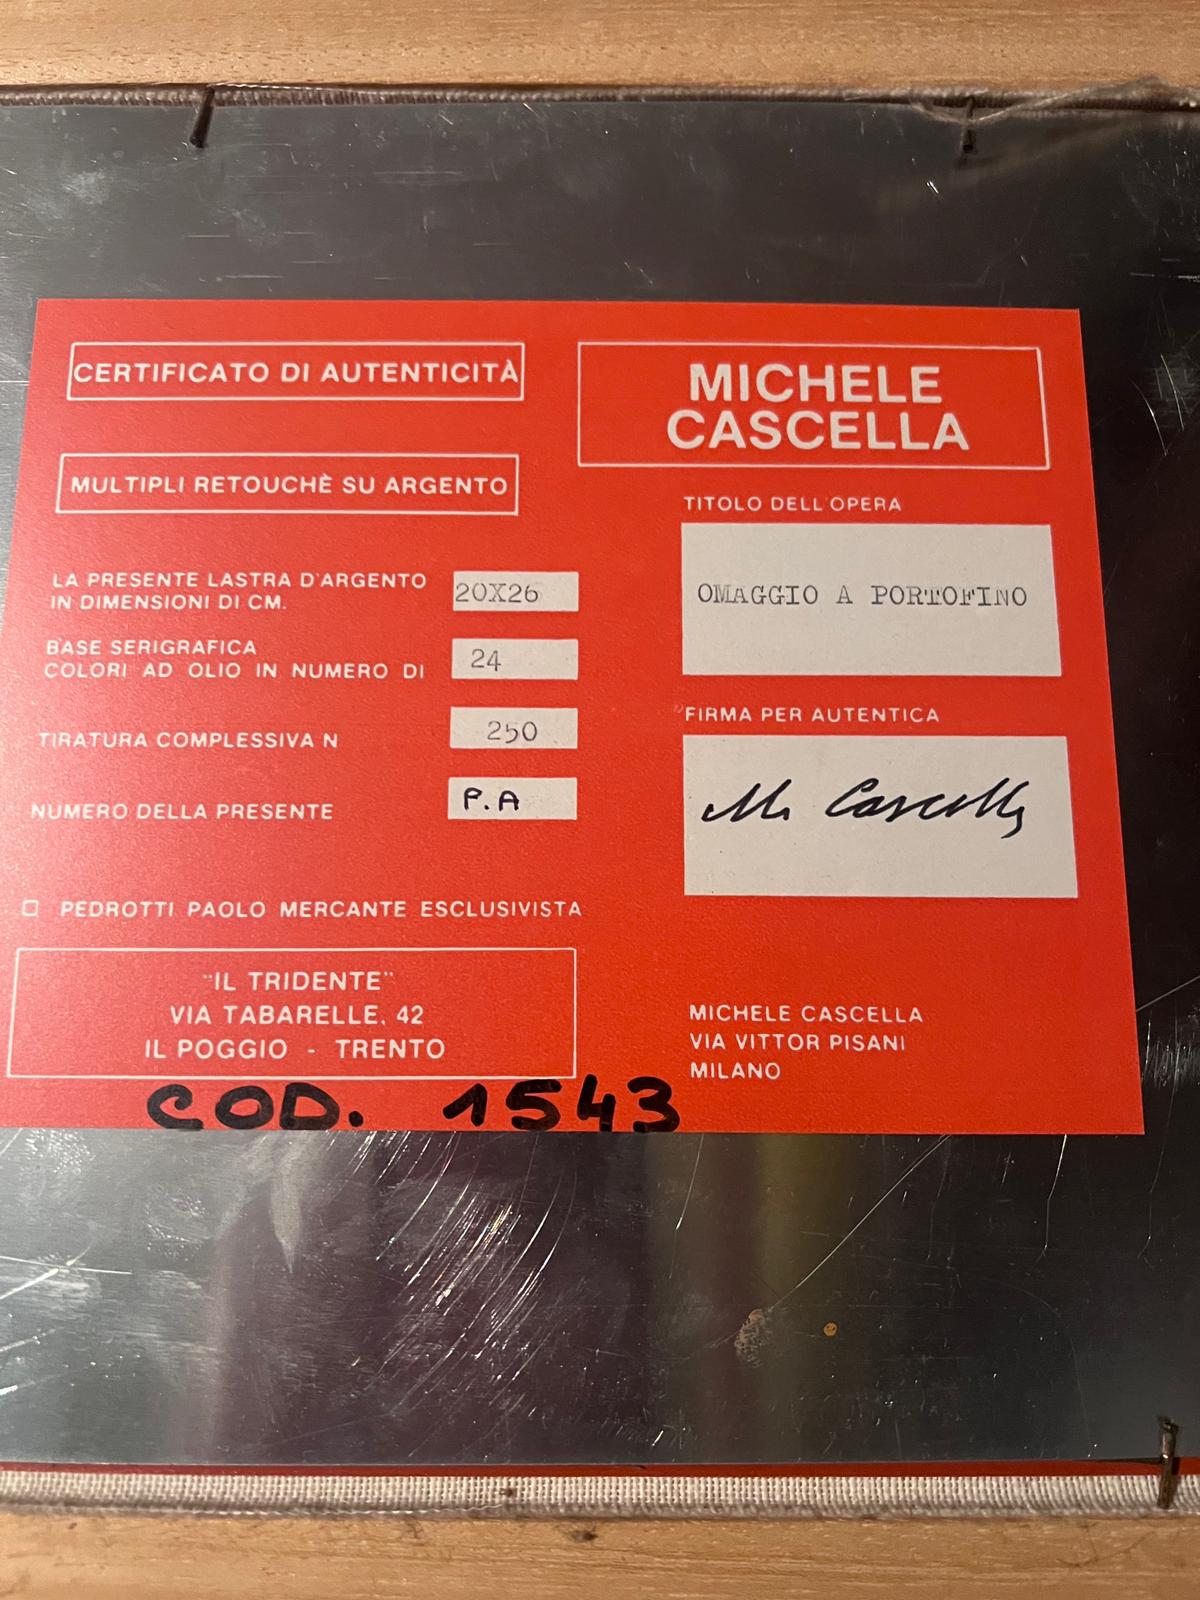 CERTIFICATO DI AUTENTICITÀ
MULTIPLI RETOUCHÈ SU ARGENTO
LA PRESENTE LASTRA D'ARGENTO
IN DIMENSIONI DI CM.
20X26
BASE SERIGRAFICA
COLORI AD OLIO IN NUMERO DI
24
TIRATURA COMPLESSIVA N
250
NUMERO DELLA PRESENTE
P.A
PEDROTTI PAOLO MERCANTE ESCLUSIVISTA
"IL TRIDENTE"
VIA TABARELLE, 42
IL POGGIO - TRENTO
COD. 1543
MICHELE
CASCELLA
TITOLO DELL'OPERA
OMAGGIO A PORTOFINO
FIRMA PER AUTENTICA
M. Cascella
MICHELE CASCELLA
VIA VITTOR PISANI
MILANO